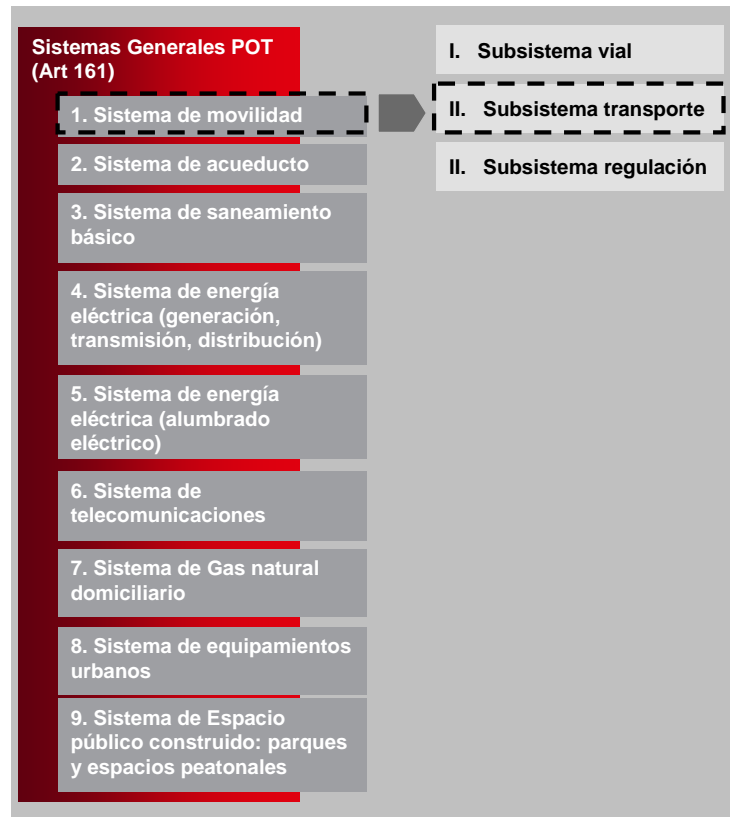 Sistemas Generales POT
(Art 161)
1. Sistema de movilidad
2. Sistema de acueducto
3. Sistema de saneamiento
básico
4. Sistema de energía
eléctrica (generación,
transmisión, distribución)
5. Sistema de energía
eléctrica (alumbrado
eléctrico)
6. Sistema de
telecomunicaciones
7. Sistema de Gas natural
domiciliario
8. Sistema de equipamientos
urbanos
9. Sistema de Espacio
público construido: parques
y espacios peatonales
I. Subsistema vial
II. Subsistema transporte
II. Subsistema regulación